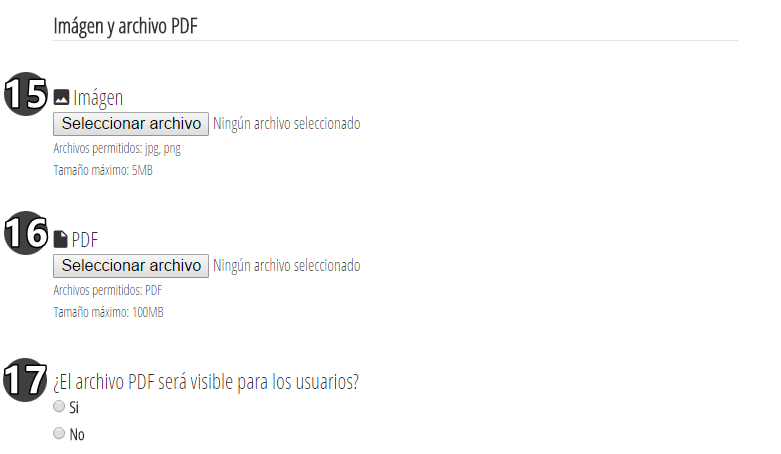 Imágen y archivo PDF
15 Imágen
Seleccionar archivo Ningún archivo seleccionado
Archivos permitidos: jpg, png
Tamaño máximo: 5MB
16 PDF
Seleccionar archivo Ningún archivo seleccionado
Archivos permitidos: PDF
Tamaño máximo: 100MB
17 ¿El archivo PDF será visible para los usuarios?
Si
No